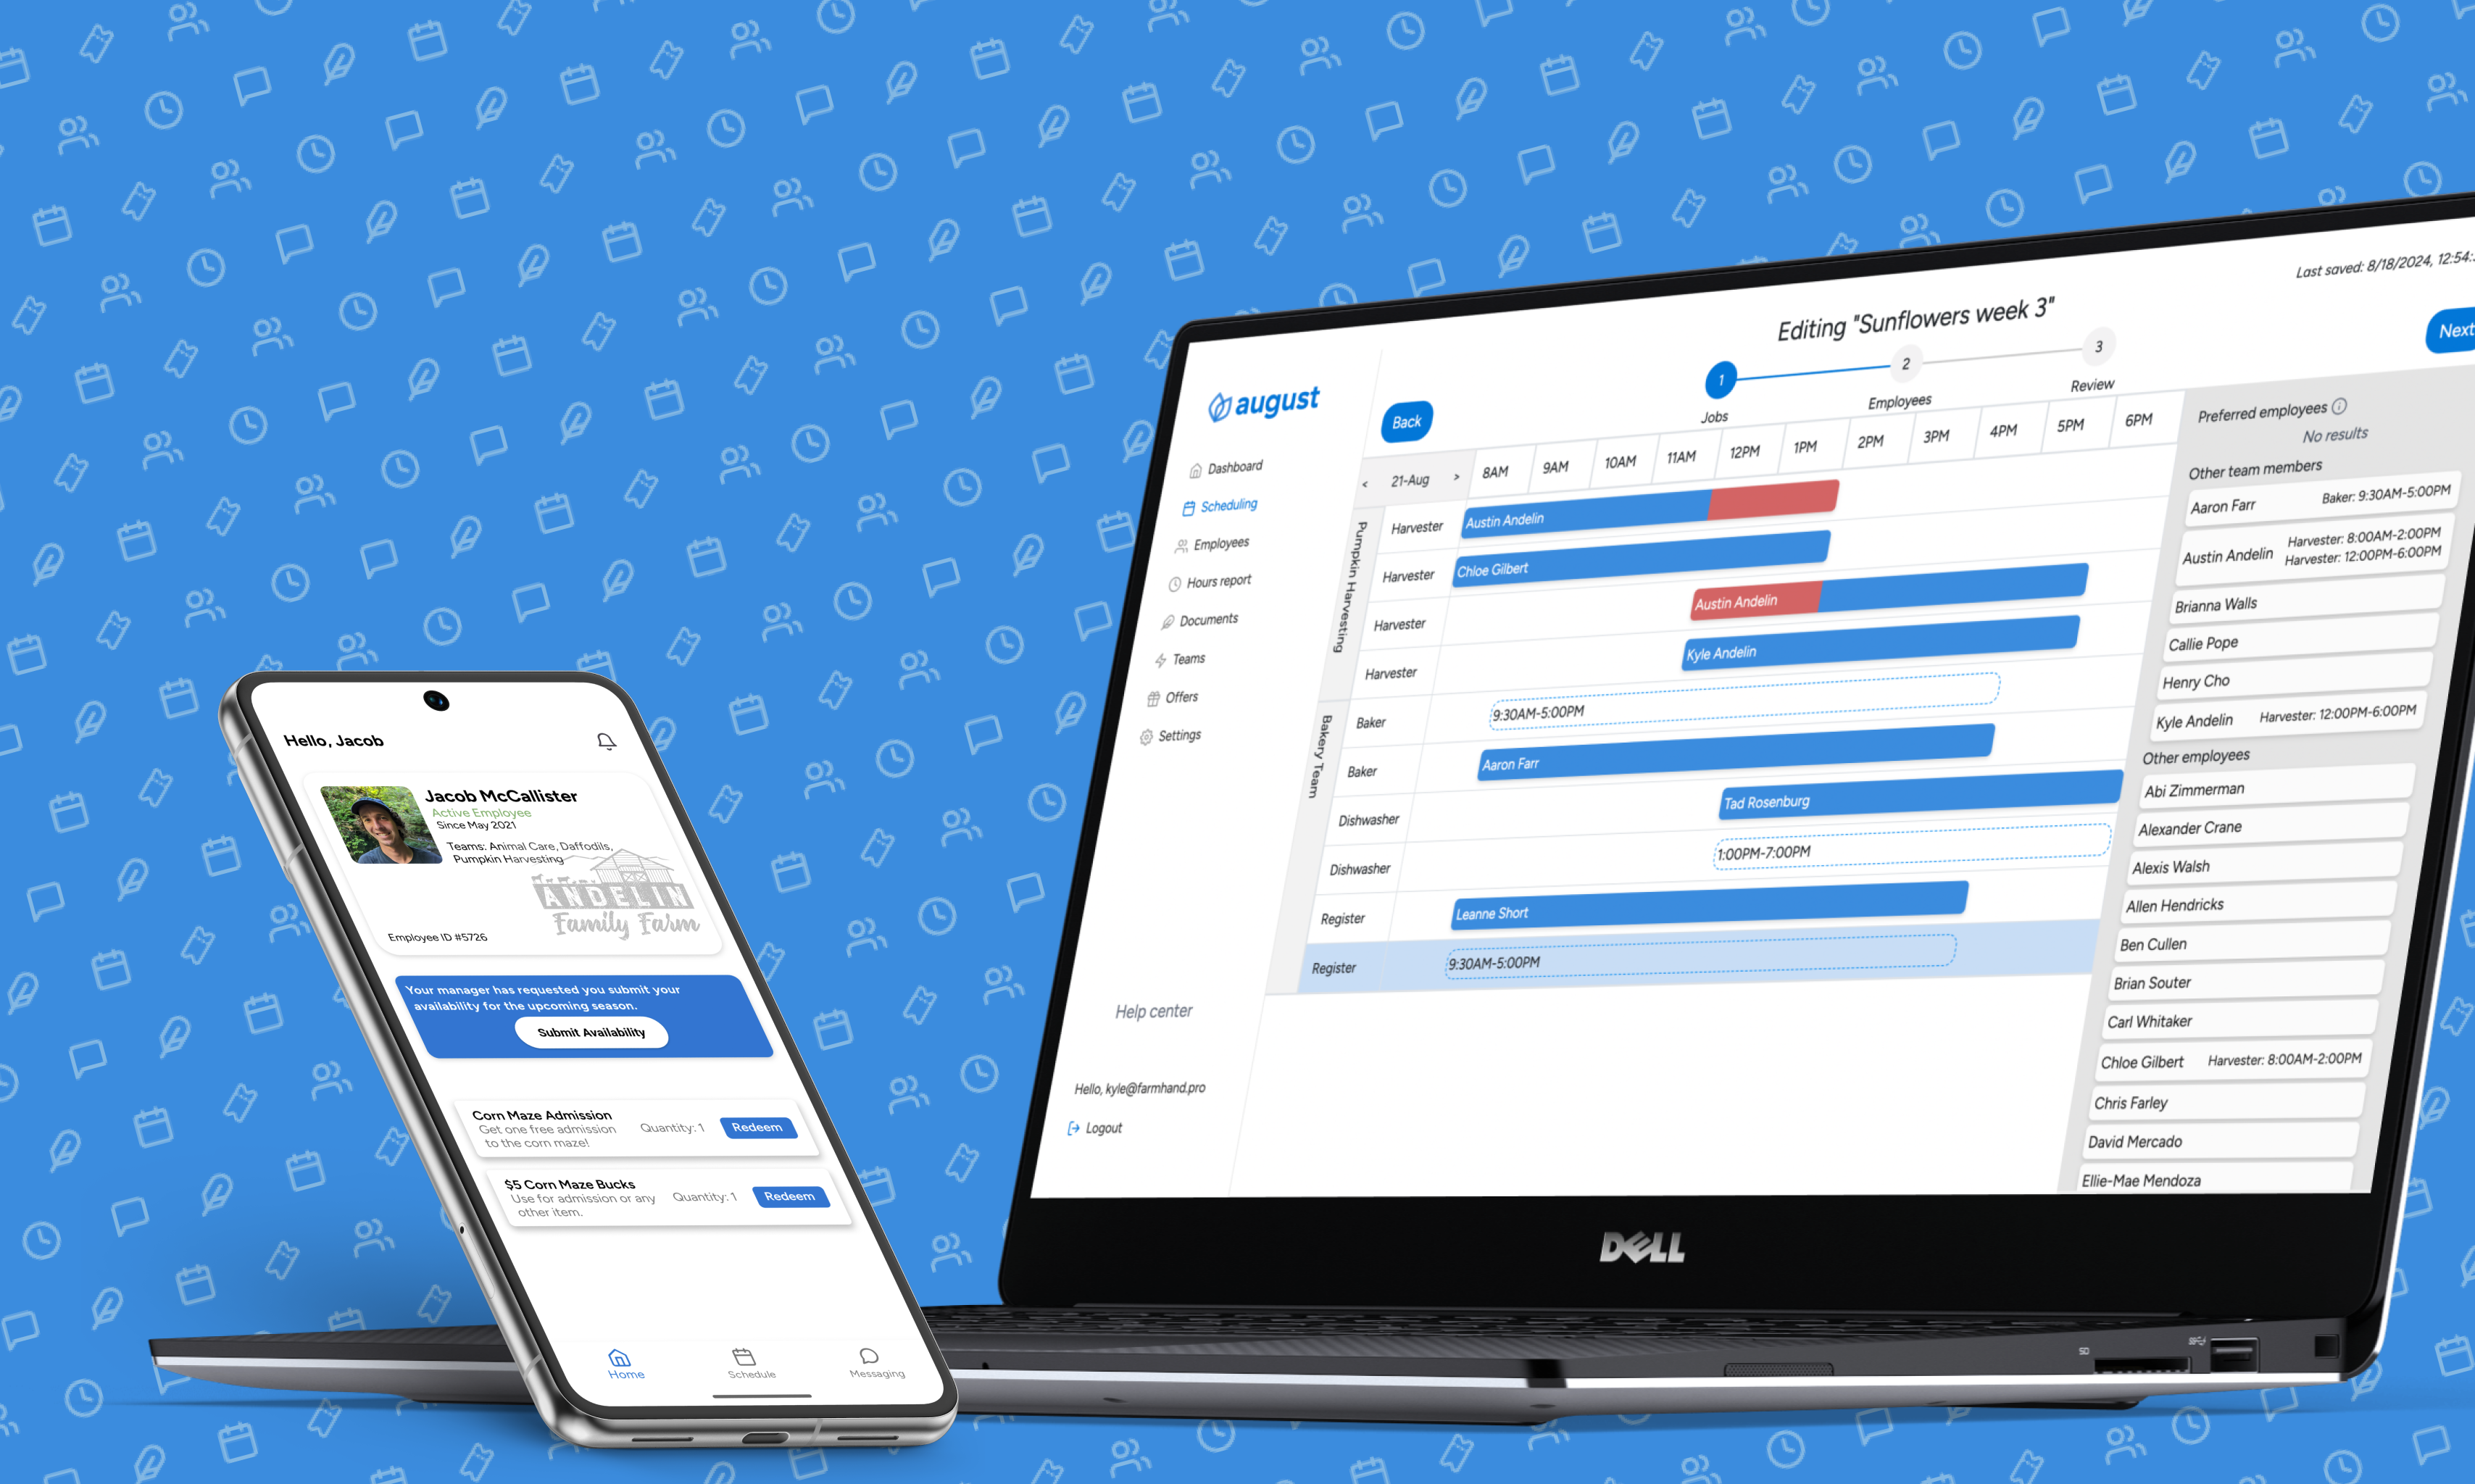 Hello, Jacob
Jacob McCallister
Active Employee
Since May 2021
Teams: Animal Care, Daffodils,
Pumpkin Harvesting
ANDELIN
Family Farm
Employee ID #5726
Your manager has requested you submit your
availability for the upcoming season.
Submit Availability
Corn Maze Admission
Get one free admission
to the corn maze!
Quantity: 1
Redeem
$5 Corn Maze Bucks
Use for admission or any
other item.
Quantity: 1
Redeem
Home
Schedule
Messaging
august
Dashboard
Scheduling
Employees
Hours report
Documents
Teams
Offers
Settings
Help center
Hello, kyle@farmhand.pro
Logout
Last saved: 8/18/2024, 12:54:
Editing "Sunflowers week 3"
Back
1
2
3
Jobs
Employees
Review
Next
< 21-Aug >
8AM 9AM 10AM 11AM 12PM 1PM 2PM 3PM 4PM 5PM 6PM
Pumpkin Harvesting
Harvester Austin Andelin
Harvester Chloe Gilbert
Harvester Austin Andelin
Harvester Kyle Andelin
Bakery Team
Baker 9:30AM-5:00PM
Baker Aaron Farr
Dishwasher Tad Rosenburg
Dishwasher 1:00PM-7:00PM
Register Leanne Short
Register 9:30AM-5:00PM
Preferred employees
No results
Other team members
Aaron Farr Baker: 9:30AM-5:00PM
Austin Andelin Harvester: 8:00AM-2:00PM
Harvester: 12:00PM-6:00PM
Brianna Walls
Callie Pope
Henry Cho
Kyle Andelin Harvester: 12:00PM-6:00PM
Other employees
Abi Zimmerman
Alexander Crane
Alexis Walsh
Allen Hendricks
Ben Cullen
Brian Souter
Carl Whitaker
Chloe Gilbert Harvester: 8:00AM-2:00PM
Chris Farley
David Mercado
Ellie-Mae Mendoza
DELL
SD